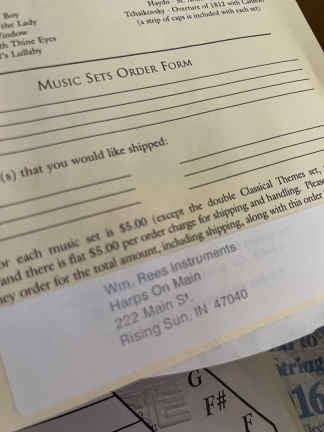 Boy
the Lady
Window
th Thine Eyes
's Lullaby
Haydn
Tchaikovsky - Overture of 1812 with Cannon
(a strip of caps is included with each set)
MUSIC SETS ORDER FORM
(s) that you would like shipped:
or each music set is $5.00 (except the double Classical Themes set,
and there is flat $5.00 per order charge for shipping and handling. Please
ney order for the total amount, including shipping, along with this order
Wm. Rees Instruments
Harps On Main
222 Main St.
Rising Sun, IN 47040
String
16
G
F#
F